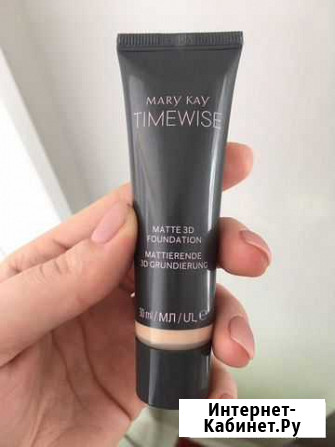 MARY KAY
TIMEWISE
MATTE 3D
FOUNDATION
MATTIERENDE
3D GRUNDIERUNG
30 ml/МЛ/UL e
Интернет-
Кабинет.Ру